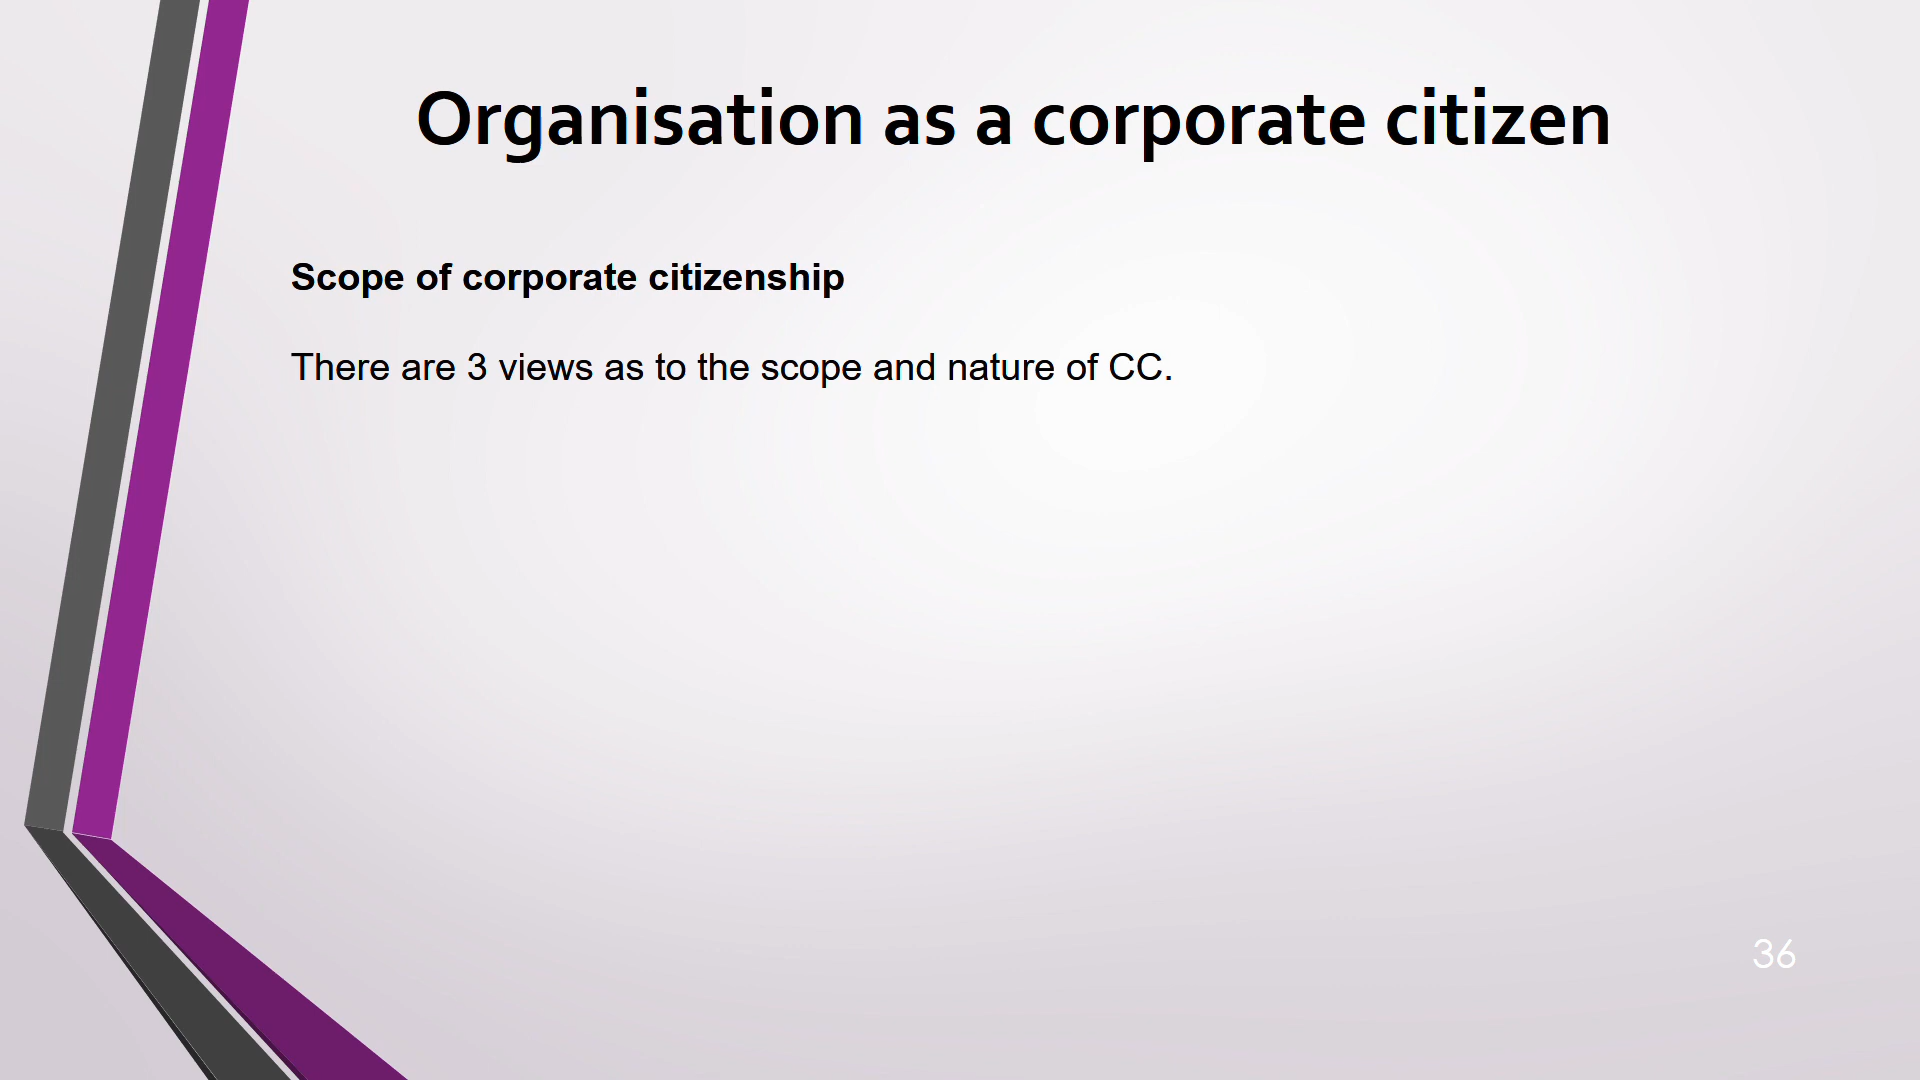 Organisation as a corporate citizen
Scope of corporate citizenship
There are 3 views as to the scope and nature of CC.
36